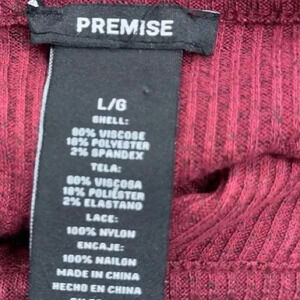 PREMISE
L/G
SHELL:
80% VISCOSE
18% POLYESTER
2% SPANDEX
TELA:
80% VISCOSA
18% POLIÉSTER
2% ELASTANO
LACE:
100% NYLON
ENCAJE:
100% NAILON
MADE IN CHINA
HECHO EN CHINA